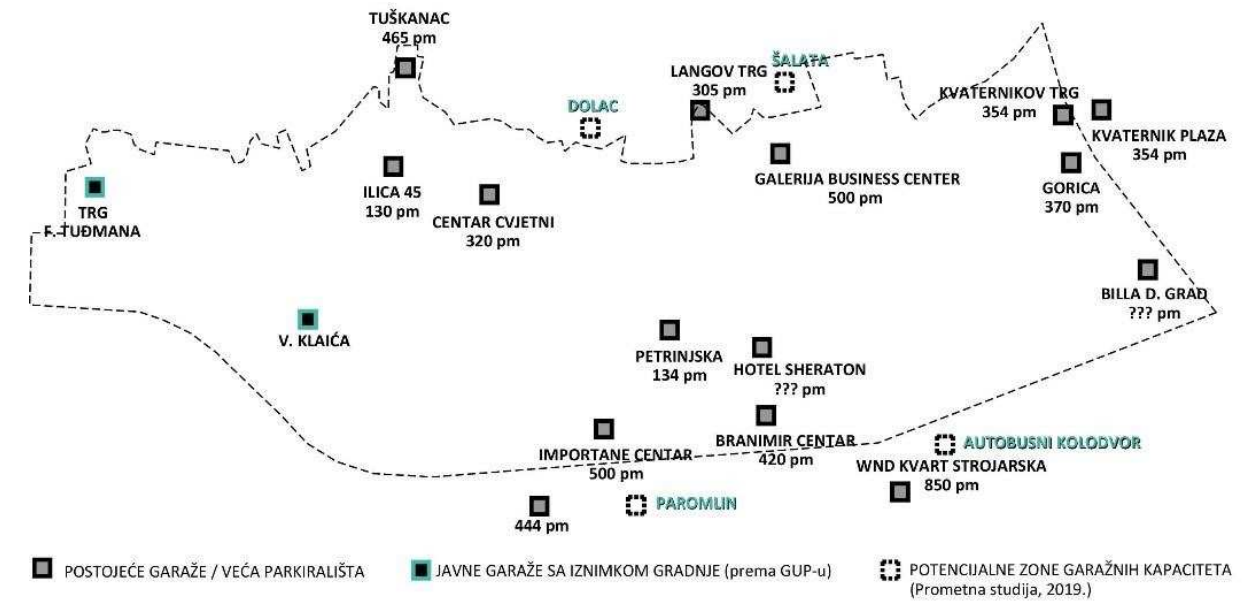 TUŠKANAC
465 pm
LANGOV TRG
305 pm
ŠALATA
DOLAC
KVATERNIKOV TRG
354 pm
KVATERNIK PLAZA
354 pm
TRG
F. TUĐMANA
ILICA 45
130 pm
CENTAR CVJETNI
320 pm
GALERIJA BUSINESS CENTER
500 pm
GORICA
370 pm
BILLA D. GRAD
??? pm
V. KLAIĆA
PETRINJSKA
134 pm
HOTEL SHERATON
??? pm
IMPORTANE CENTAR
500 pm
BRANIMIR CENTAR
420 pm
AUTOBUSNI KOLODVOR
WND KVART STROJARSKA
850 pm
444 pm
PAROMLIN
POSTOJEĆE GARAŽE / VEĆA PARKIRALIŠTA
JAVNE GARAŽE SA IZNIMKOM GRADNJE (prema GUP-u)
POTENCIJALNE ZONE GARAŽNIH KAPACITETA
(Prometna studija, 2019.)